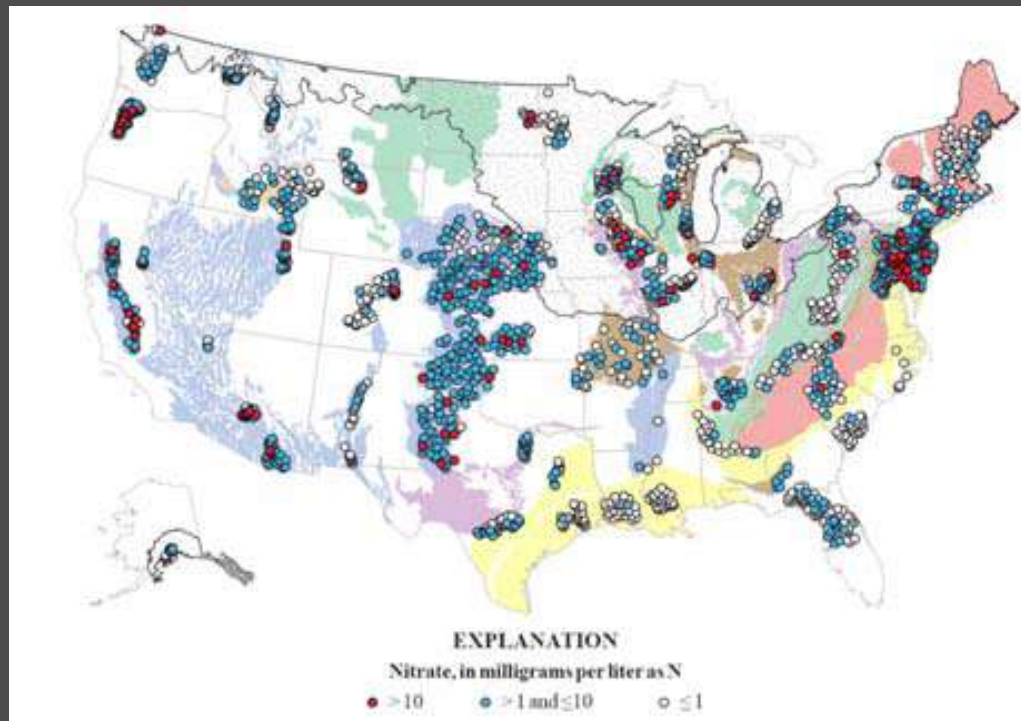 EXPLANATION
Nitrate, in milligrams per liter as N
>10 >1 and ≤10 ≤1